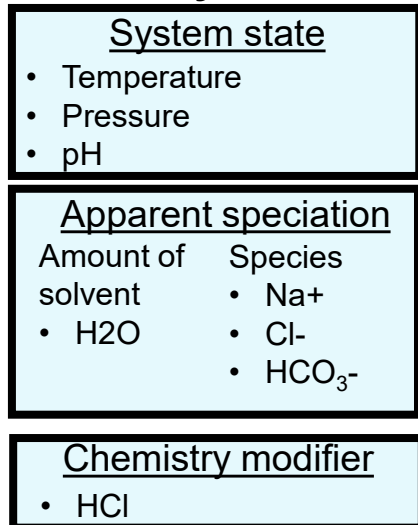 System state
• Temperature
• Pressure
• pH
Apparent speciation
Amount of solvent
• H2O
Species
• Na+
• Cl-
• HCO₃-
Chemistry modifier
• HCl